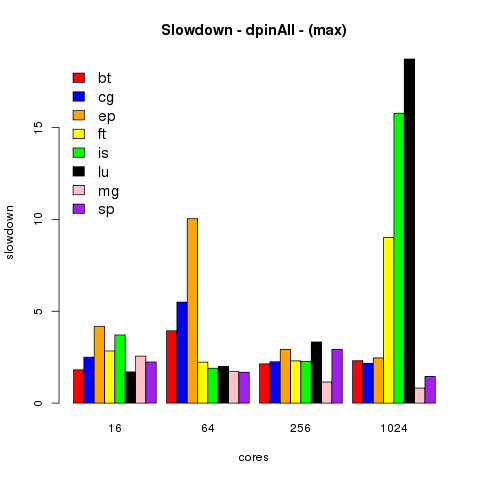 Slowdown - dpinAll - (max)
bt
cg
ep
ft
is
lu
mg
sp
slowdown
15
10
5
0
16 64 256 1024
cores